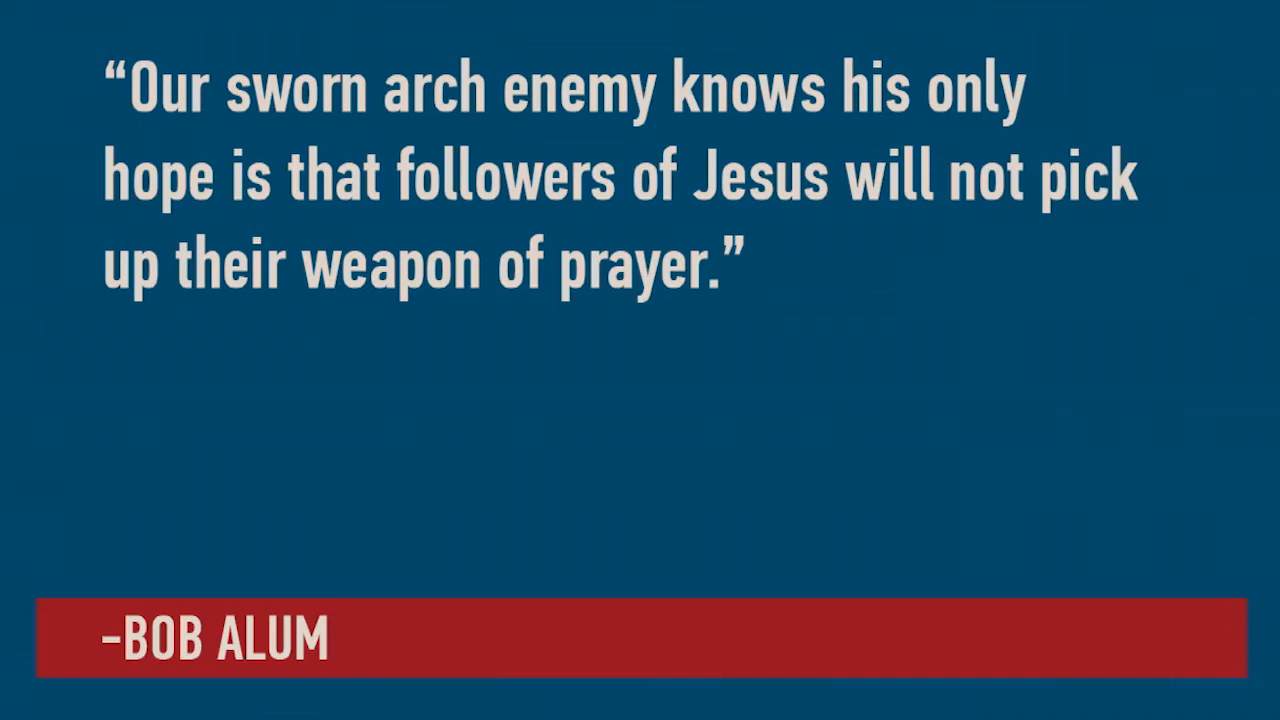 “Our sworn arch enemy knows his only
hope is that followers of Jesus will not pick
up their weapon of prayer.”
-BOB ALUM